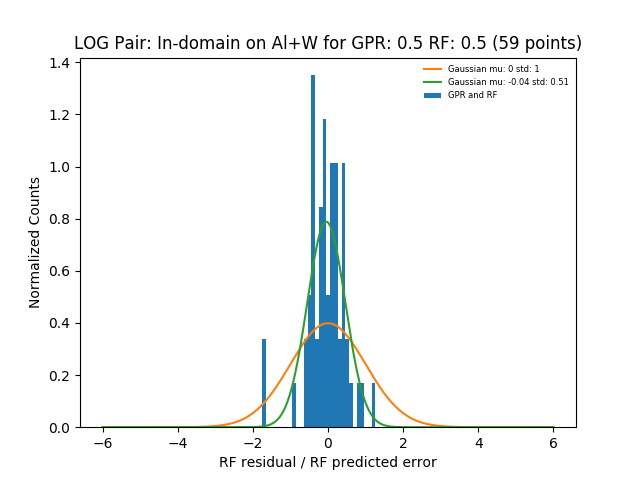 LOG Pair: In-domain on Al+W for GPR: 0.5 RF: 0.5 (59 points)
Gaussian mu: 0 std: 1
Gaussian mu: -0.04 std: 0.51
GPR and RF
1.4
1.2
1.0
0.8
0.6
0.4
0.2
0.0
Normalized Counts
−6 −4 −2 0 2 4 6
RF residual / RF predicted error